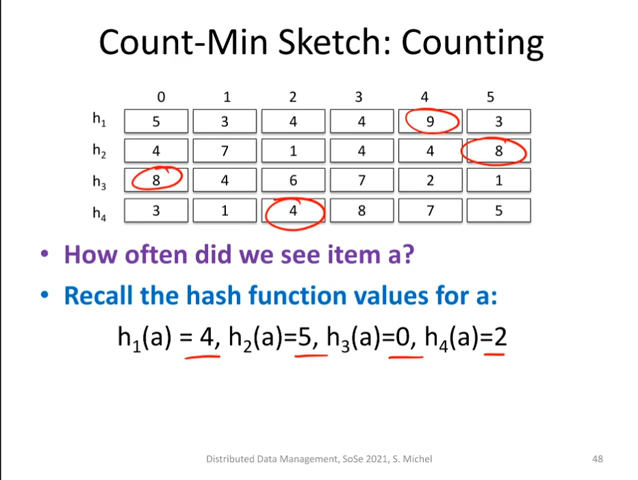 Count-Min Sketch: Counting
0 1 2 3 4 5
h₁ 5 3 4 4 9 3
h₂ 4 7 1 4 4 8
h₃ 8 4 6 7 2 1
h₄ 3 1 4 8 7 5
• How often did we see item a?
• Recall the hash function values for a:
h₁(a) = 4, h₂(a)=5, h₃(a)=0, h₄(a)=2
Distributed Data Management, SoSe 2021, S. Michel 48